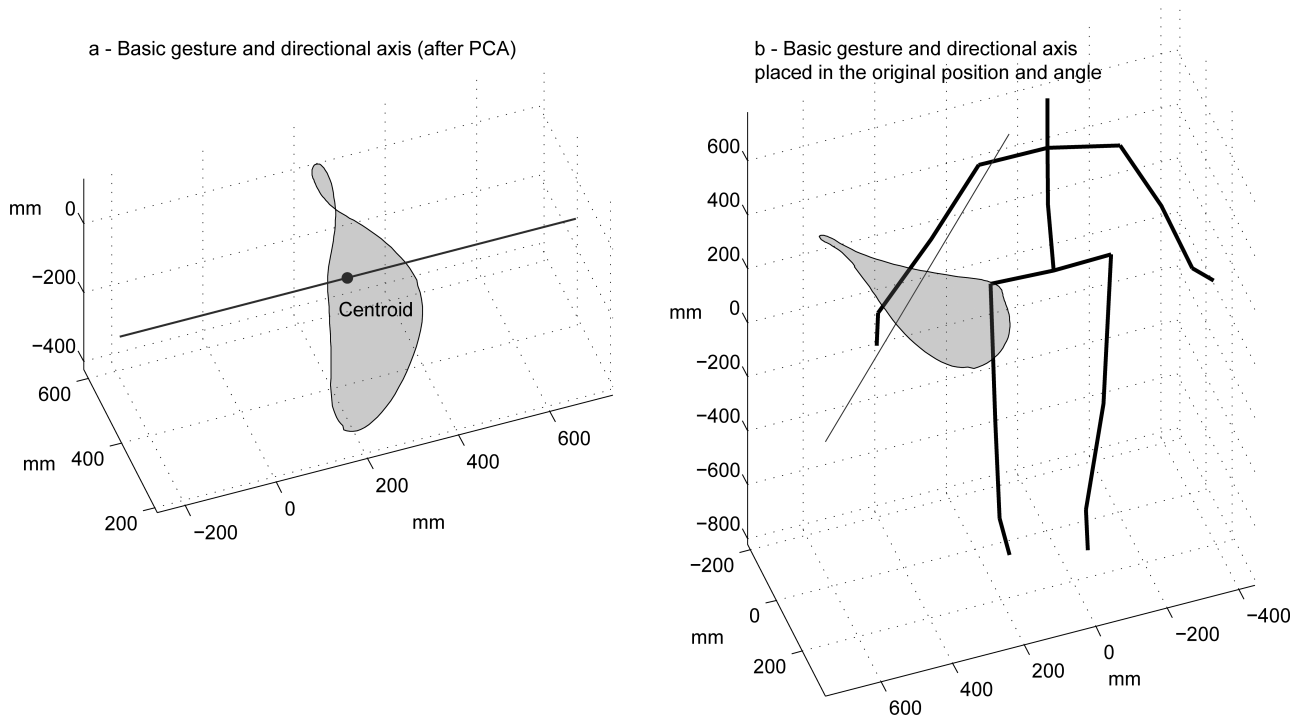 a - Basic gesture and directional axis (after PCA)
mm
0
−200
−400
600
mm
400
200
−200
0
200
400
600
mm
Centroid
b - Basic gesture and directional axis
placed in the original position and angle
600
400
200
mm
0
−200
−400
−600
−800
−200
0
mm
200
600
400
200
0
mm
−200
−400